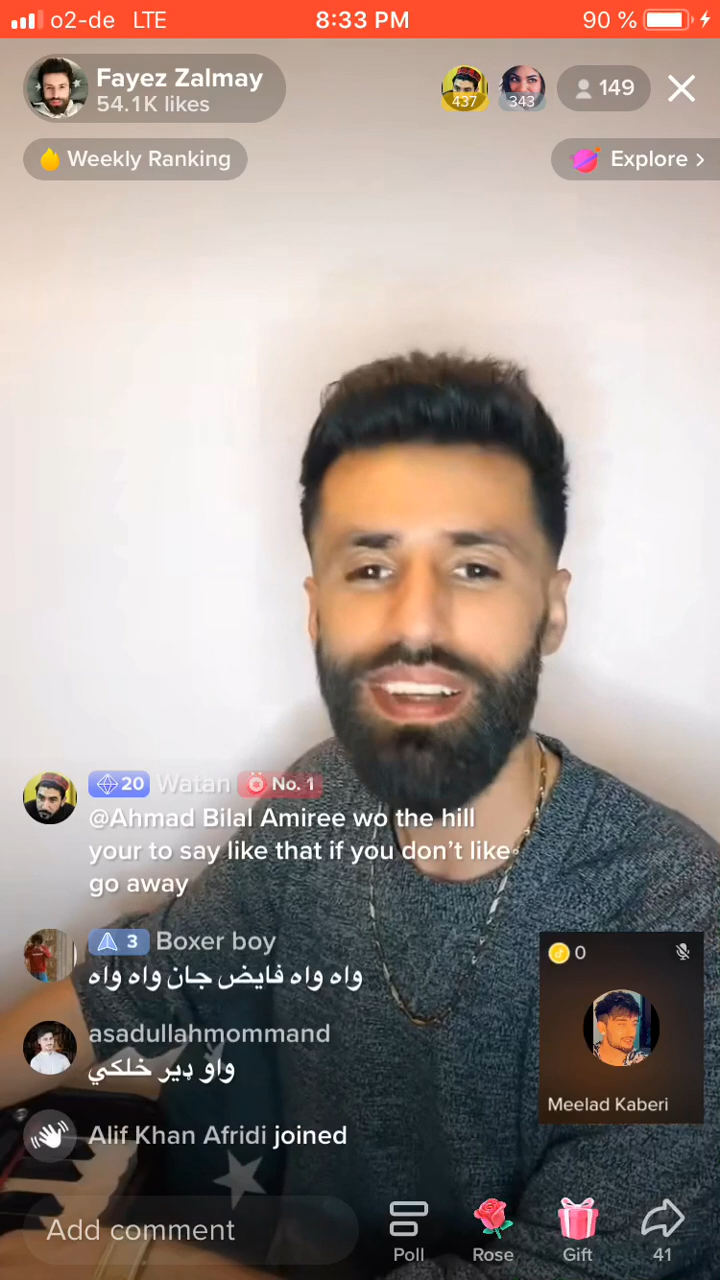 o2-de LTE 8:33 PM 90 %
Fayez Zalmay
54.1K likes
437
343
149
Weekly Ranking
Explore
20 Watan No. 1
@Ahmad Bilal Amiree wo the hill
your to say like that if you don't like
go away
3 Boxer boy
واه واه فایض جان واه واه
asadullahmommand
واو ډیر خلکي
Alif Khan Afridi joined
0
Meelad Kaberi
Add comment
Poll
Rose
Gift
41